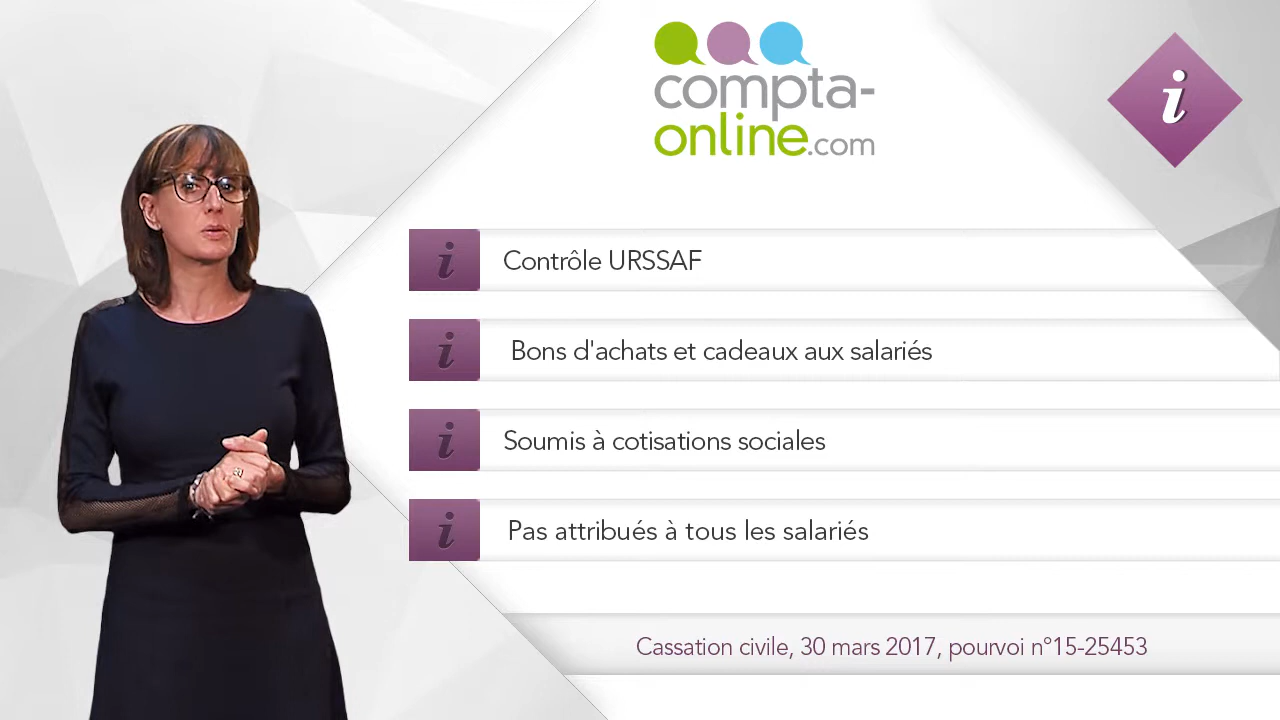 compta-
online.com
i
i Contrôle URSSAF
i Bons d'achats et cadeaux aux salariés
i Soumis à cotisations sociales
i Pas attribués à tous les salariés
Cassation civile, 30 mars 2017, pourvoi n°15-25453